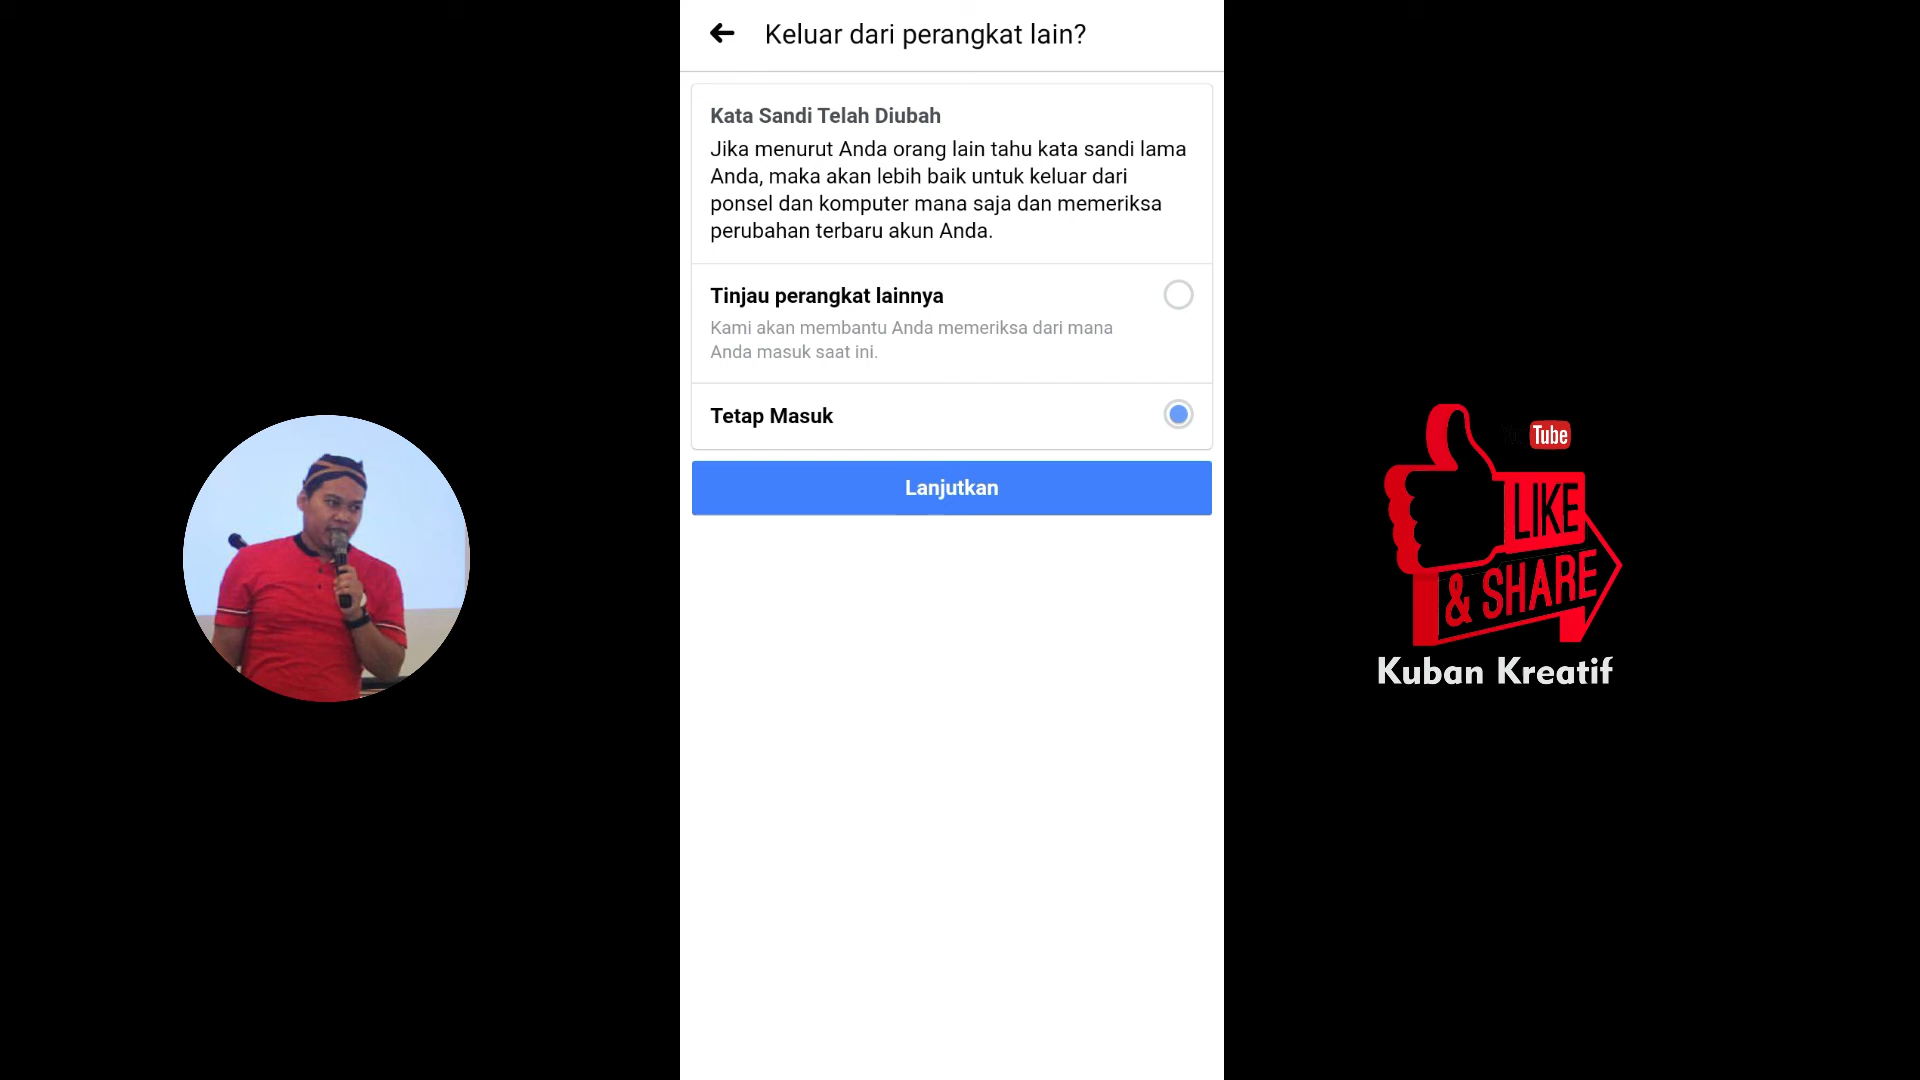 Keluar dari perangkat lain?
Kata Sandi Telah Diubah
Jika menurut Anda orang lain tahu kata sandi lama
Anda, maka akan lebih baik untuk keluar dari
ponsel dan komputer mana saja dan memeriksa
perubahan terbaru akun Anda.
Tinjau perangkat lainnya
Kami akan membantu Anda memeriksa dari mana
Anda masuk saat ini.
Tetap Masuk
Lanjutkan
YouTube
LIKE
& SHARE
Kuban Kreatif